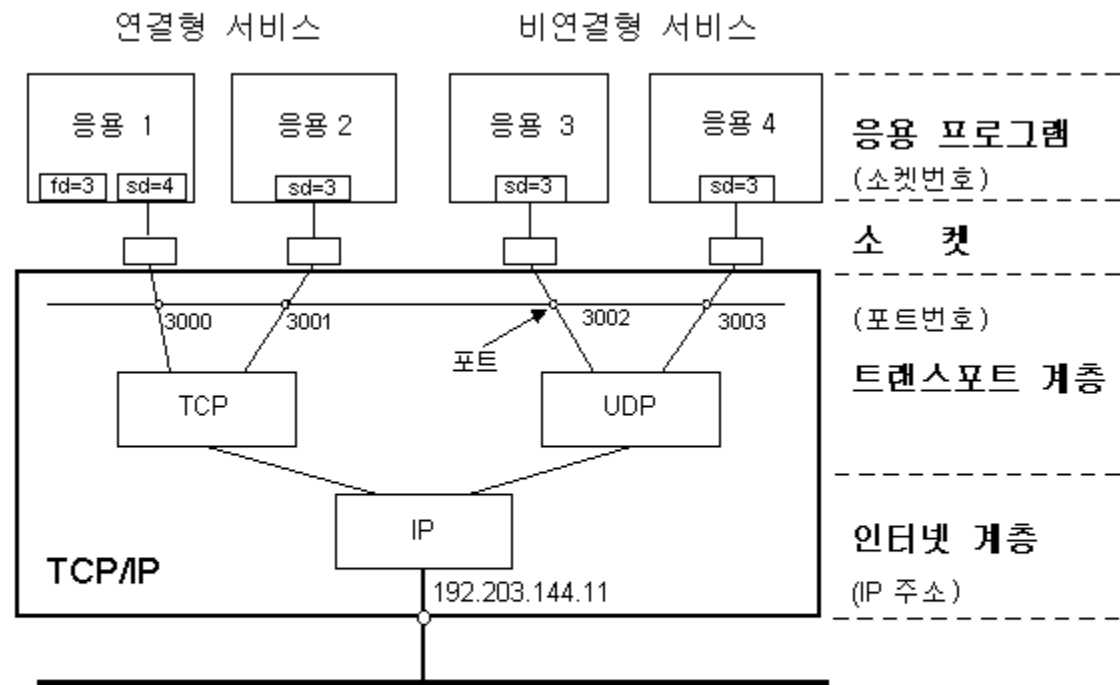 연결형 서비스
비연결형 서비스
응용 1
응용 2
응용 3
응용 4
응용 프로그램
fd=3
sd=4
sd=3
sd=3
sd=3
(소켓번호)
소 켓
3000
3001
3002
3003
(포트번호)
포트
트랜스포트 계층
TCP
UDP
IP
인터넷 계층
TCP/IP
192.203.144.11
(IP 주소)